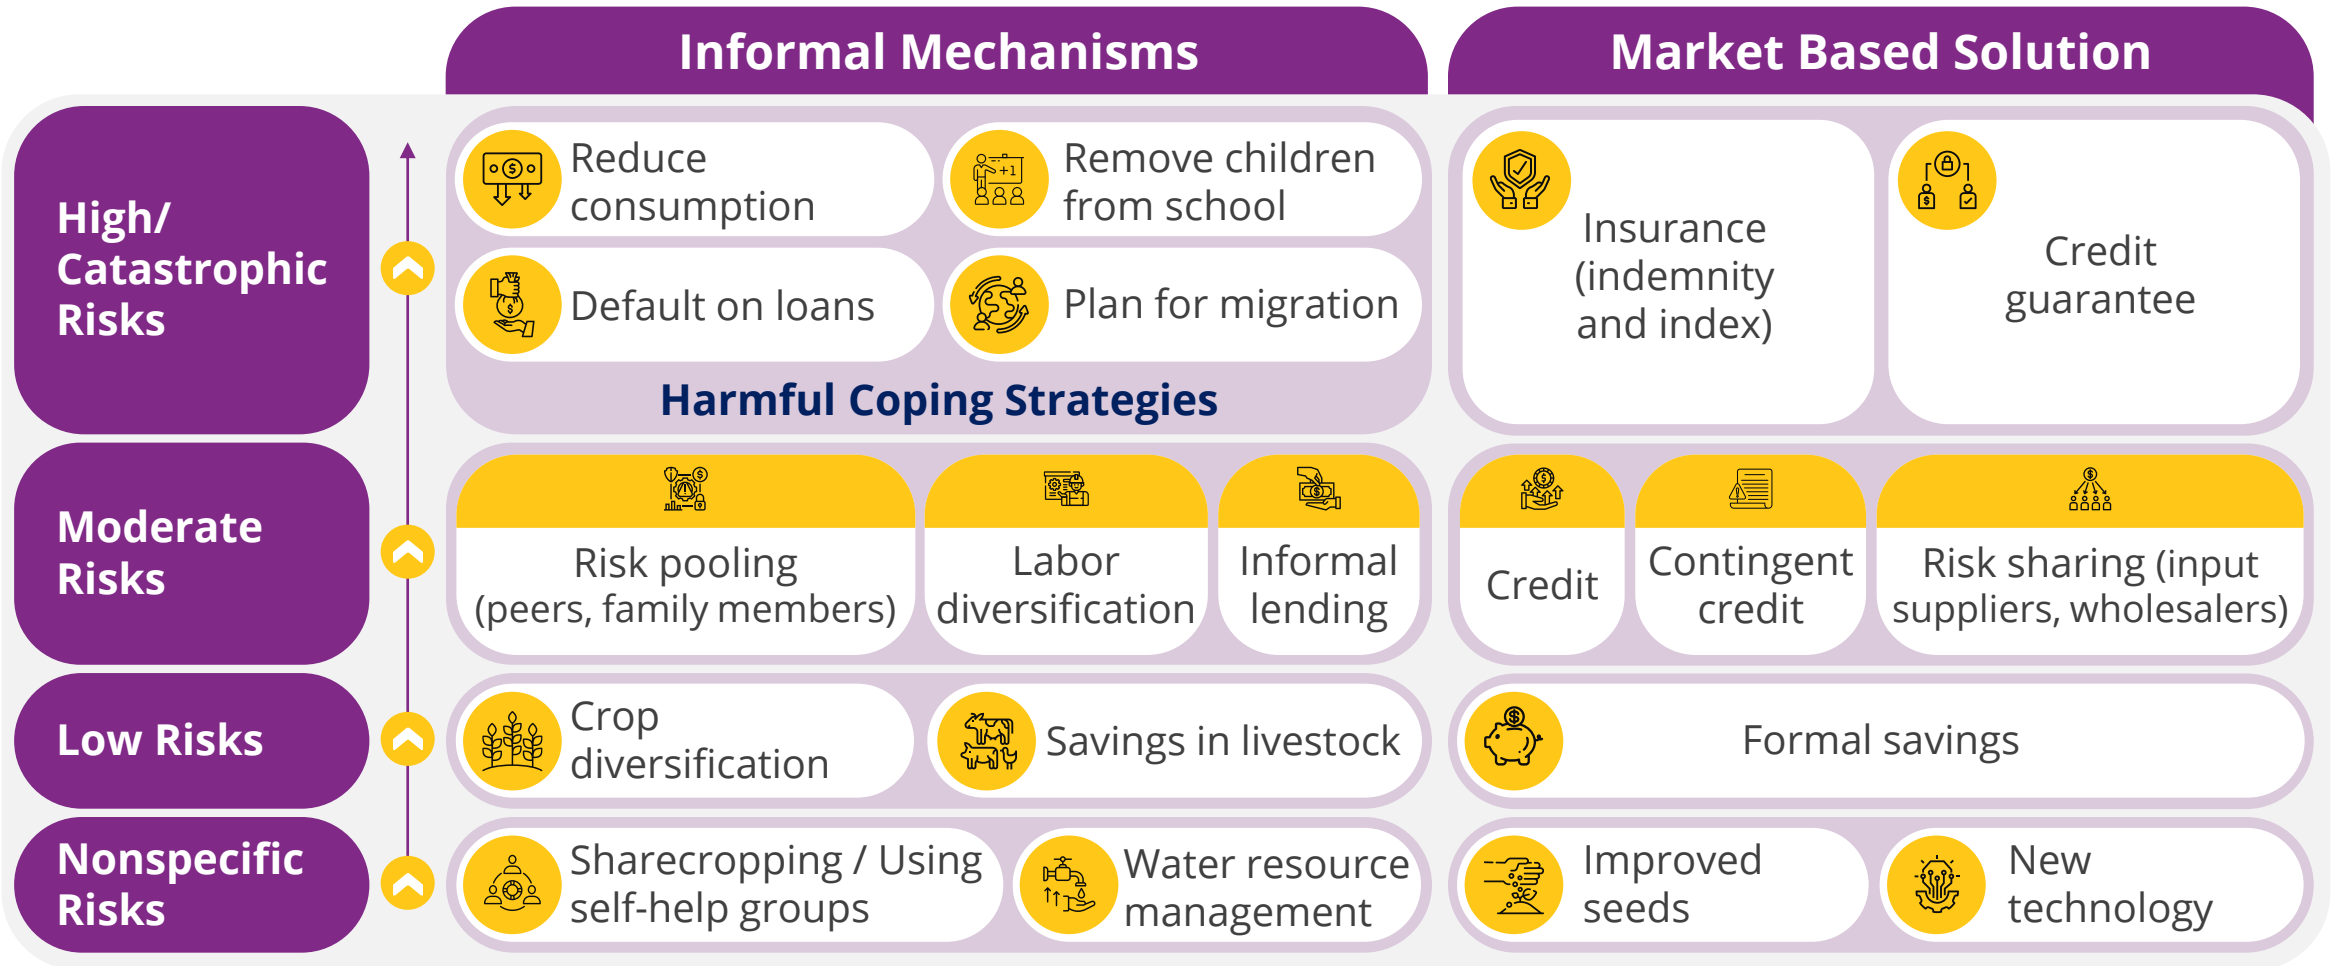 Informal Mechanisms
Market Based Solution
High/
Catastrophic
Risks
Reduce
consumption
Remove children
from school
Default on loans
Plan for migration
Harmful Coping Strategies
Insurance
(indemnity
and index)
Credit
guarantee
Moderate
Risks
Risk pooling
(peers, family members)
Labor
diversification
Informal
lending
Credit
Contingent
credit
Risk sharing (input
suppliers, wholesalers)
Low Risks
Crop
diversification
Savings in livestock
Formal savings
Nonspecific
Risks
Sharecropping / Using
self-help groups
Water resource
management
Improved
seeds
New
technology